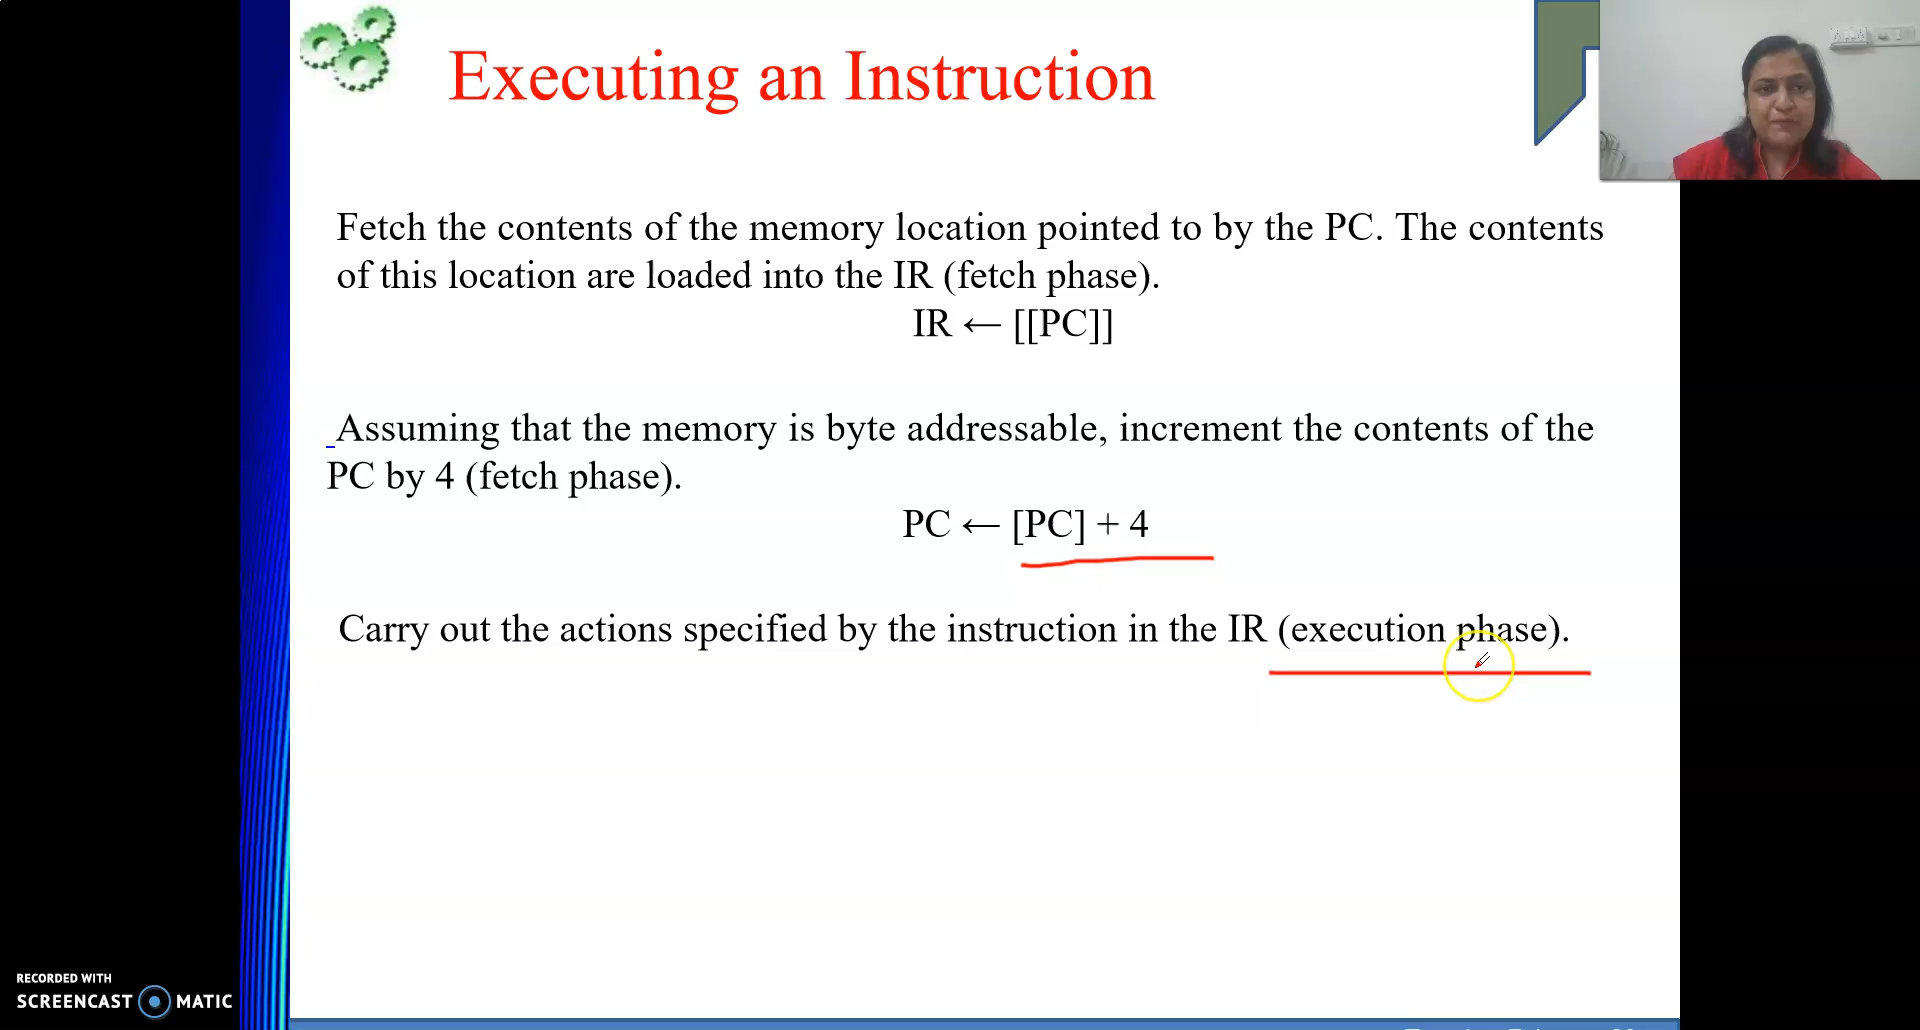 Executing an Instruction
Fetch the contents of the memory location pointed to by the PC. The contents
of this location are loaded into the IR (fetch phase).
IR ← [[PC]]
Assuming that the memory is byte addressable, increment the contents of the
PC by 4 (fetch phase).
PC ← [PC] + 4
Carry out the actions specified by the instruction in the IR (execution phase).
RECORDED WITH
SCREENCAST MATIC